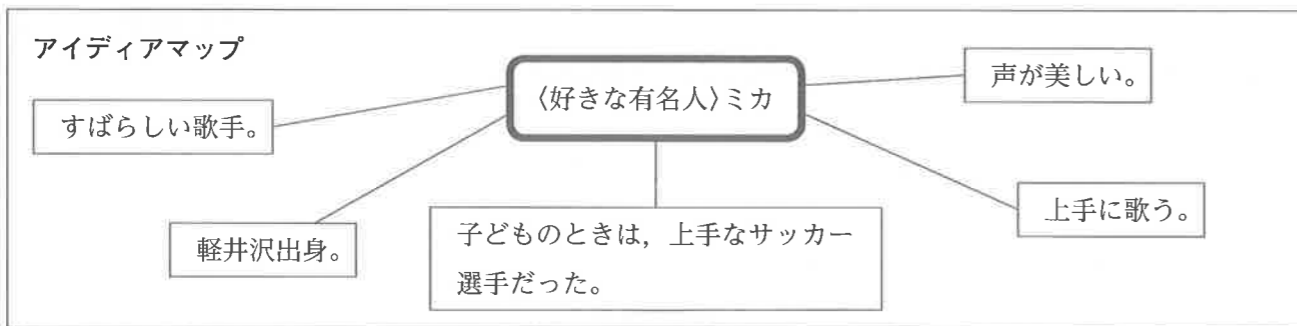 アイディアマップ
〈好きな有名人〉ミカ
声が美しい。
すばらしい歌手。
上手に歌う。
軽井沢出身。
子どものときは，上手なサッカー
選手だった。